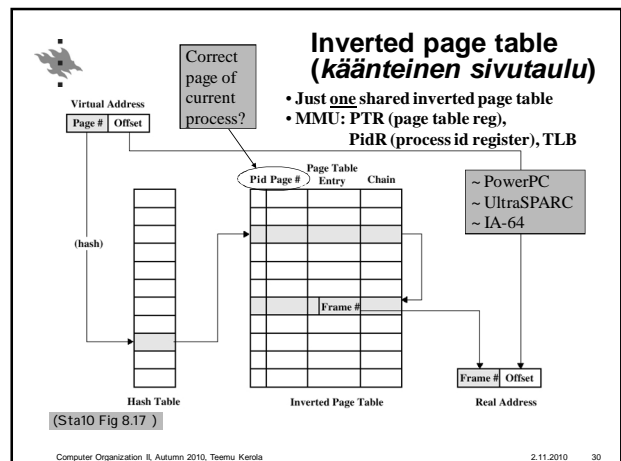 Inverted page table
(käänteinen sivutaulu)
Correct
page of
current
process?
• Just one shared inverted page table
• MMU: PTR (page table reg),
PidR (process id register), TLB
Virtual Address
Page # Offset
Page Table
Pid Page # Entry Chain
~ PowerPC
~ UltraSPARC
~ IA-64
(hash)
Frame #
Frame # Offset
Hash Table Inverted Page Table Real Address
(Sta10 Fig 8.17 )
Computer Organization II, Autumn 2010, Teemu Kerola 2.11.2010 30